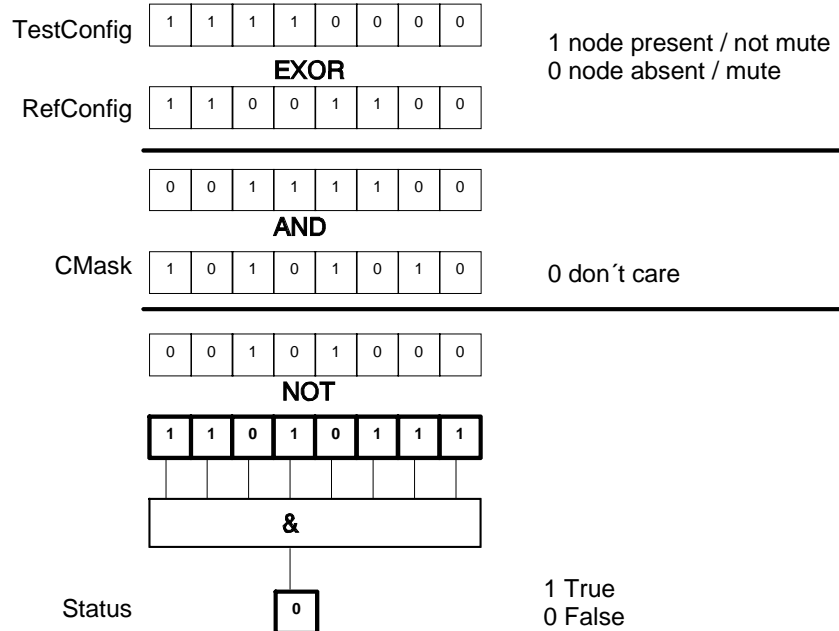 TestConfig 1 1 1 1 0 0 0 0
1 node present / not mute
EXOR
0 node absent / mute
RefConfig 1 1 0 0 1 1 0 0
0 0 1 1 1 1 0 0
AND
CMask 1 0 1 0 1 0 1 0 0 don´t care
0 0 1 0 1 0 0 0
NOT
1 1 0 1 0 1 1 1
&
1 True
Status 0
0 False